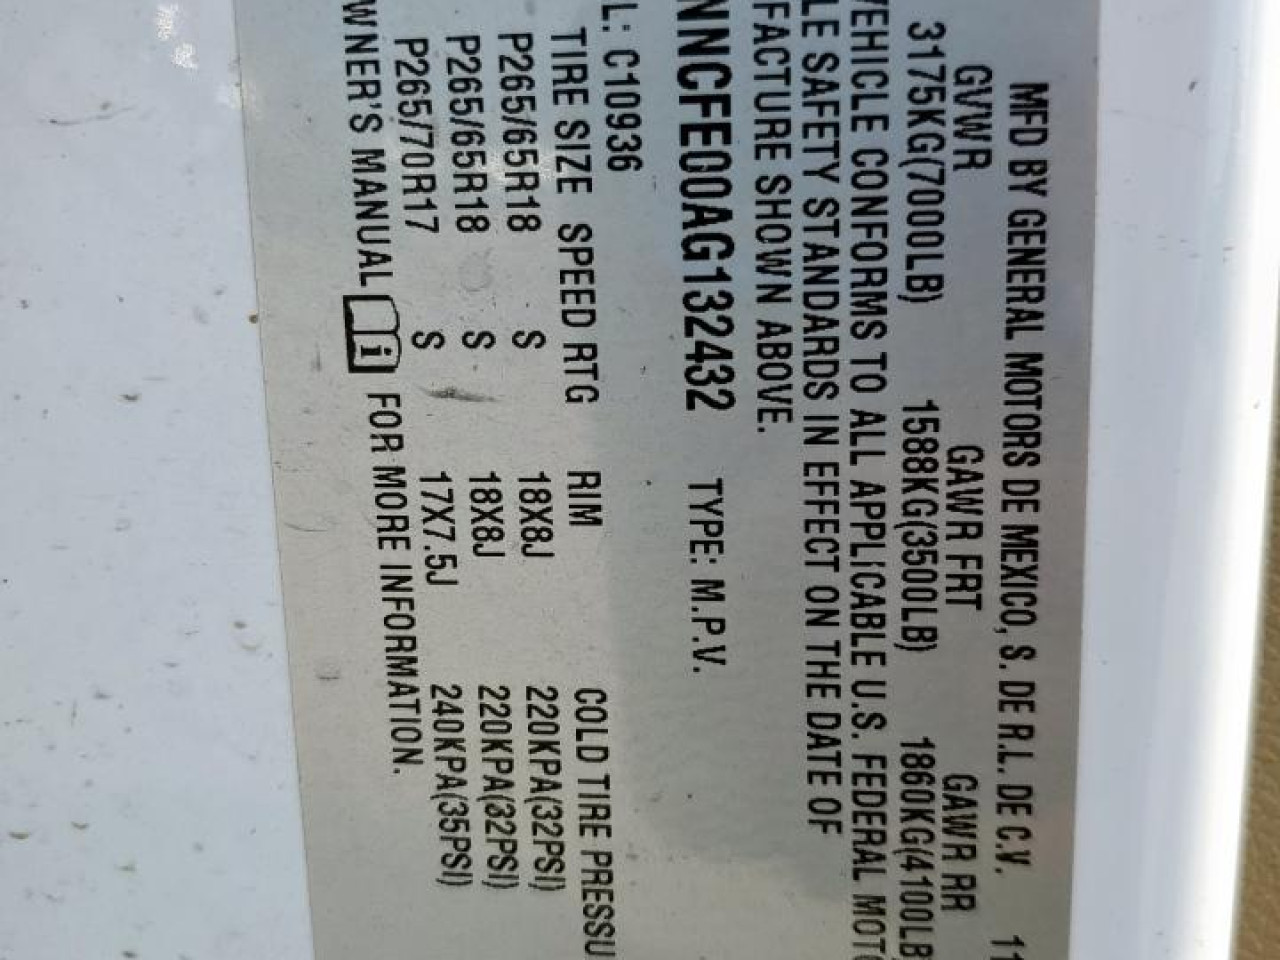 MFD BY GENERAL MOTORS DE MEXICO, S. DE R.L. DE C.V. 11
GVWR GAWR FRT GAWR RR
3175KG(7000LB) 1588KG(3500LB) 1860KG(4100LB
VEHICLE CONFORMS TO ALL APPLICABLE U.S. FEDERAL MOTO
LE SAFETY STANDARDS IN EFFECT ON THE DATE OF
FACTURE SHOWN ABOVE.
NNCFE00AG132432 TYPE: M.P.V.
L: C10936
TIRE SIZE SPEED RTG RIM COLD TIRE PRESSU
P265/65R18 S 18X8J 220KPA(32PSI)
P265/65R18 S 18X8J 220KPA(32PSI)
P265/70R17 S 17X7.5J 240KPA(35PSI)
WNER'S MANUAL i FOR MORE INFORMATION.